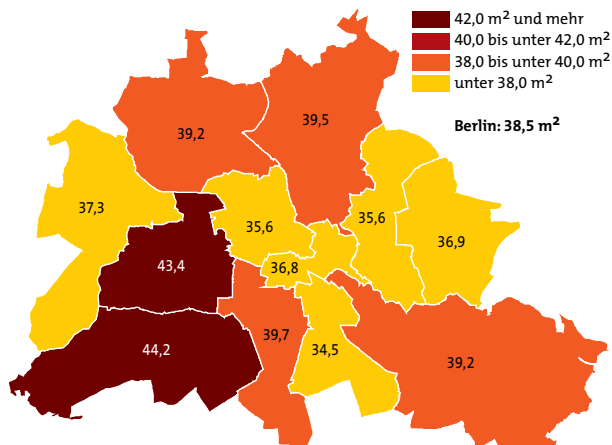 42,0 m² und mehr
40,0 bis unter 42,0 m²
38,0 bis unter 40,0 m²
unter 38,0 m²
Berlin: 38,5 m²
39,2
39,5
37,3
35,6
35,6
36,9
43,4
36,8
44,2
39,7
34,5
39,2